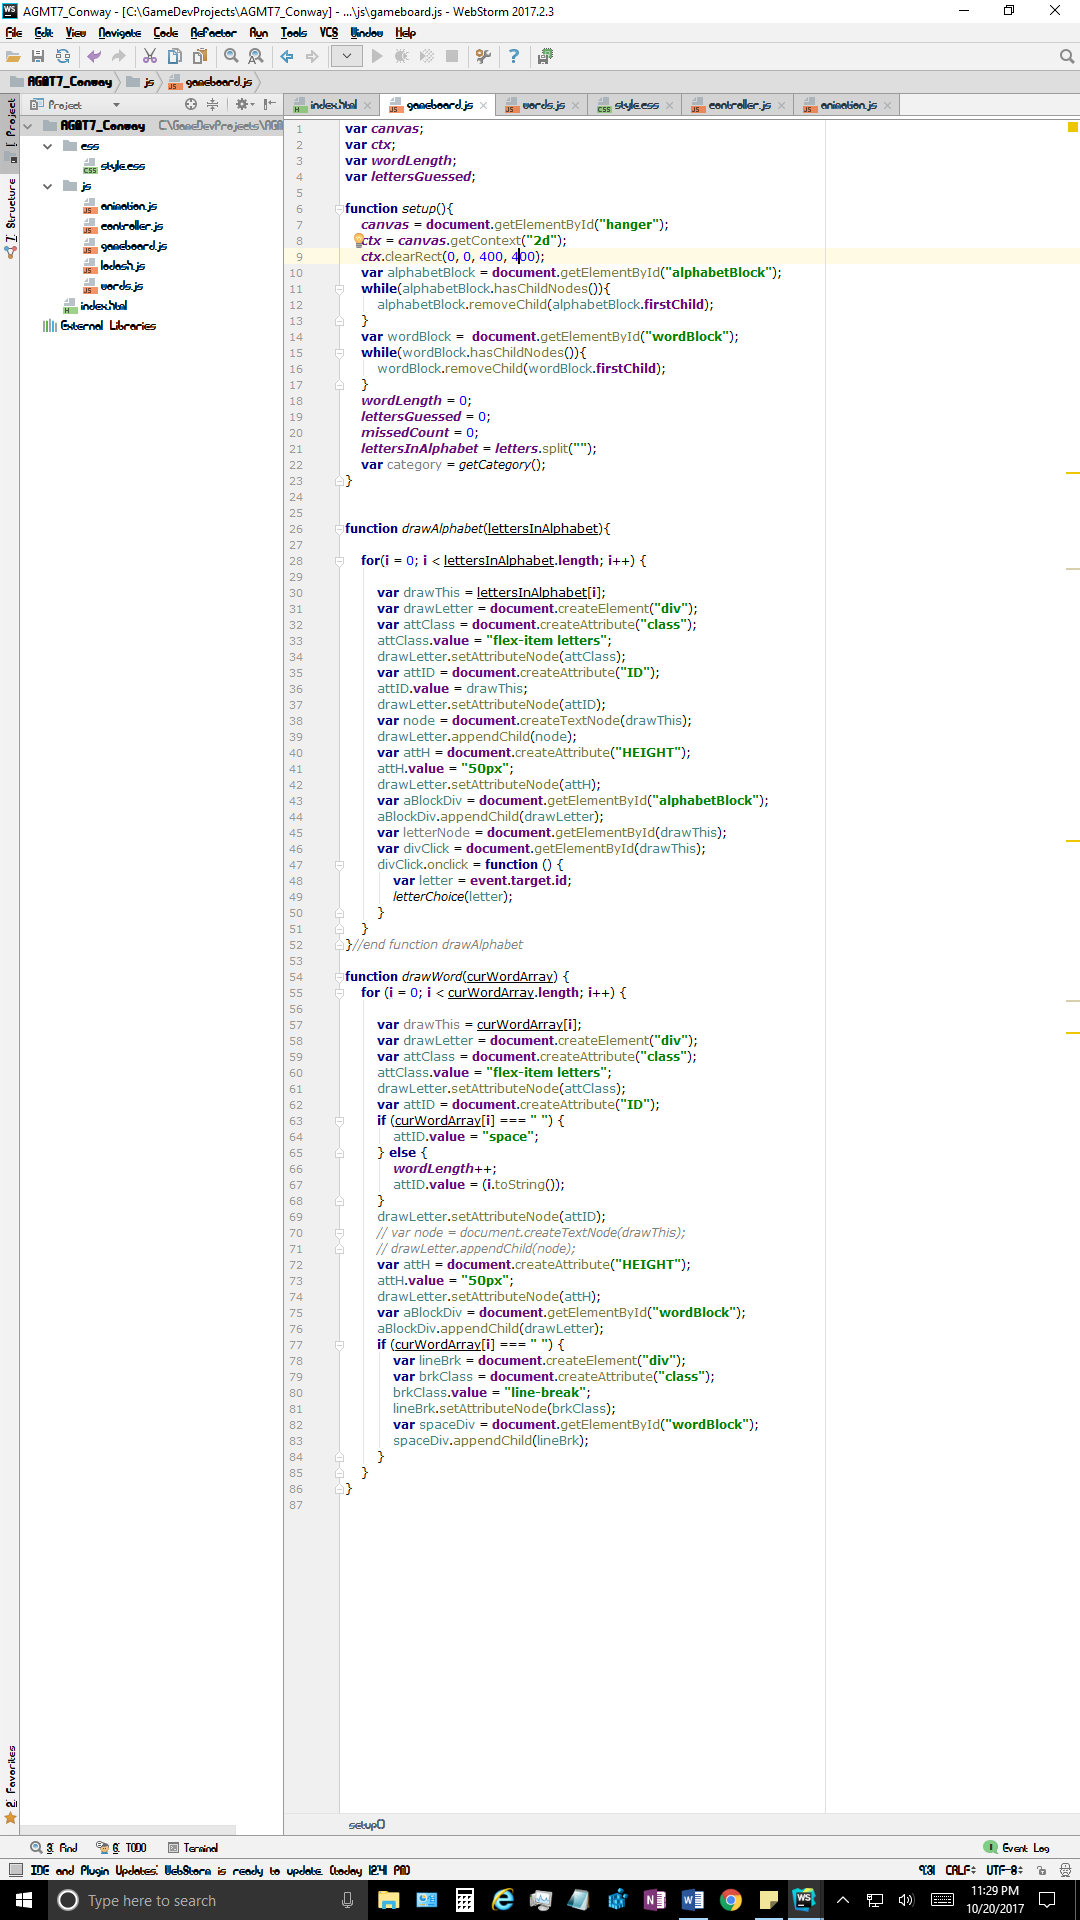 AGMT7_Conway - [C:\GameDevProjects\AGMT7_Conway] - ...\js\gameboard.js - WebStorm 2017.2.3
File Edit View Navigate Code Refactor Run Tools VCS Window Help
AGMT7_Conway js gameboard.js
Project
index.html gameboard.js words.js style.css controller.js animation.js
1: Project
7: Structure
2: Favorites
AGMT7_Conway C:\GameDevProjects\AGM
css
style.css
js
animation.js
controller.js
gameboard.js
lodash.js
words.js
index.html
External Libraries
1 var canvas;
2 var ctx;
3 var wordLength;
4 var lettersGuessed;
5
6 function setup(){
7 canvas = document.getElementById("hanger");
8 ctx = canvas.getContext("2d");
9 ctx.clearRect(0, 0, 400, 400);
10 var alphabetBlock = document.getElementById("alphabetBlock");
11 while(alphabetBlock.hasChildNodes()){
12 alphabetBlock.removeChild(alphabetBlock.firstChild);
13 }
14 var wordBlock =  document.getElementById("wordBlock");
15 while(wordBlock.hasChildNodes()){
16 wordBlock.removeChild(wordBlock.firstChild);
17 }
18 wordLength = 0;
19 lettersGuessed = 0;
20 missedCount = 0;
21 lettersInAlphabet = letters.split("");
22 var category = getCategory();
23 }
24
25
26 function drawAlphabet(lettersInAlphabet){
27
28 for(i = 0; i < lettersInAlphabet.length; i++) {
29
30 var drawThis = lettersInAlphabet[i];
31 var drawLetter = document.createElement("div");
32 var attClass = document.createAttribute("class");
33 attClass.value = "flex-item letters";
34 drawLetter.setAttributeNode(attClass);
35 var attID = document.createAttribute("ID");
36 attID.value = drawThis;
37 drawLetter.setAttributeNode(attID);
38 var node = document.createTextNode(drawThis);
39 drawLetter.appendChild(node);
40 var attH = document.createAttribute("HEIGHT");
41 attH.value = "50px";
42 drawLetter.setAttributeNode(attH);
43 var aBlockDiv = document.getElementById("alphabetBlock");
44 aBlockDiv.appendChild(drawLetter);
45 var letterNode = document.getElementById(drawThis);
46 var divClick = document.getElementById(drawThis);
47 divClick.onclick = function () {
48 var letter = event.target.id;
49 letterChoice(letter);
50 }
51 }
52 }//end function drawAlphabet
53
54 function drawWord(curWordArray) {
55 for (i = 0; i < curWordArray.length; i++) {
56
57 var drawThis = curWordArray[i];
58 var drawLetter = document.createElement("div");
59 var attClass = document.createAttribute("class");
60 attClass.value = "flex-item letters";
61 drawLetter.setAttributeNode(attClass);
62 var attID = document.createAttribute("ID");
63 if (curWordArray[i] === " ") {
64 attID.value = "space";
65 } else {
66 wordLength++;
67 attID.value = (i.toString());
68 }
69 drawLetter.setAttributeNode(attID);
70 // var node = document.createTextNode(drawThis);
71 // drawLetter.appendChild(node);
72 var attH = document.createAttribute("HEIGHT");
73 attH.value = "50px";
74 drawLetter.setAttributeNode(attH);
75 var aBlockDiv = document.getElementById("wordBlock");
76 aBlockDiv.appendChild(drawLetter);
77 if (curWordArray[i] === " ") {
78 var lineBrk = document.createElement("div");
79 var brkClass = document.createAttribute("class");
80 brkClass.value = "line-break";
81 lineBrk.setAttributeNode(brkClass);
82 var spaceDiv = document.getElementById("wordBlock");
83 spaceDiv.appendChild(lineBrk);
84 }
85 }
86 }
87
setup()
3: Find 6: TODO Terminal Event Log
IDE and Plugin Updates: WebStorm is ready to update. (today 12:41 PM) 9:31 CRLF÷ UTF-8÷
Type here to search
11:29 PM
10/20/2017